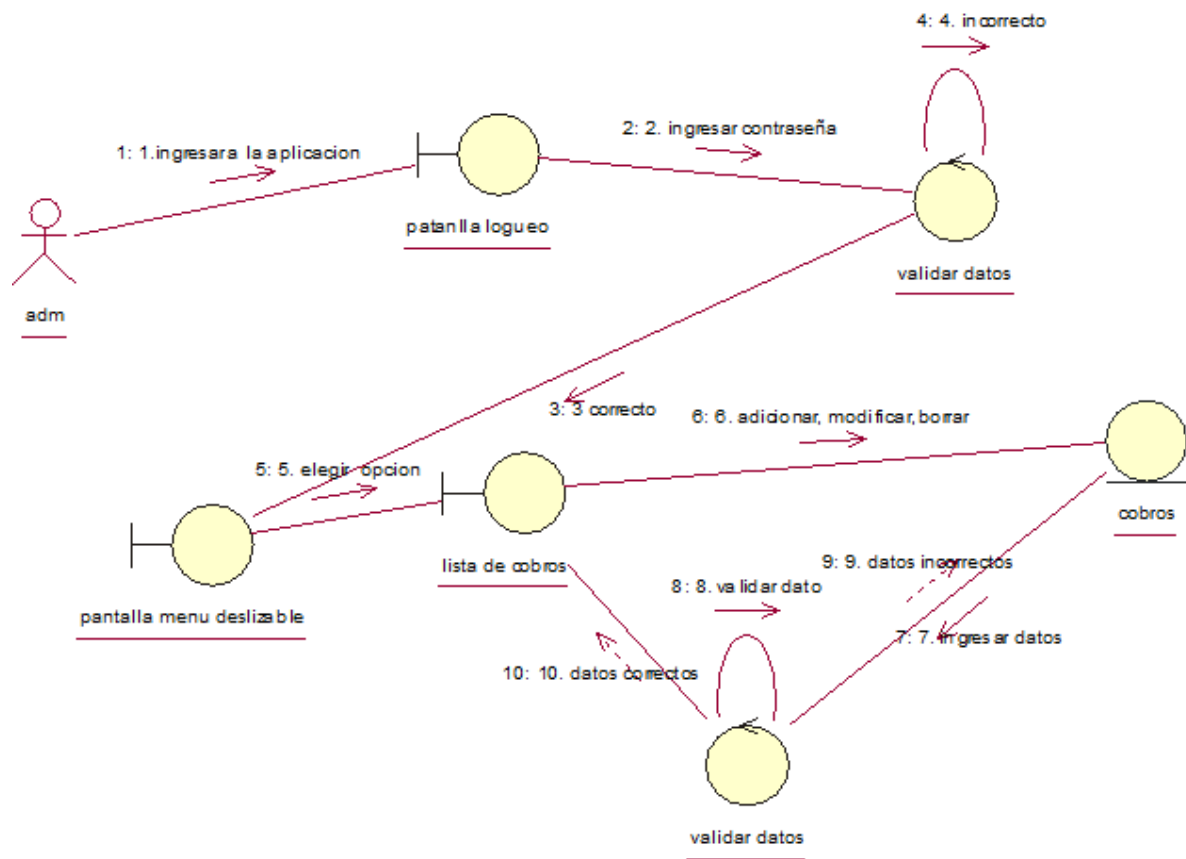 4: 4. incorrecto
2: 2. ingresar contraseña
1: 1.ingresar a la aplicacion
patanlla logueo
validar datos
adm
3: 3 correcto
6: 6. adicionar, modificar,borrar
5: 5. elegir opcion
cobros
lista de cobros
9: 9. datos incorrectos
8: 8. validar dato
pantalla menu deslizable
7: 7. ingresar datos
10: 10. datos correctos
validar datos